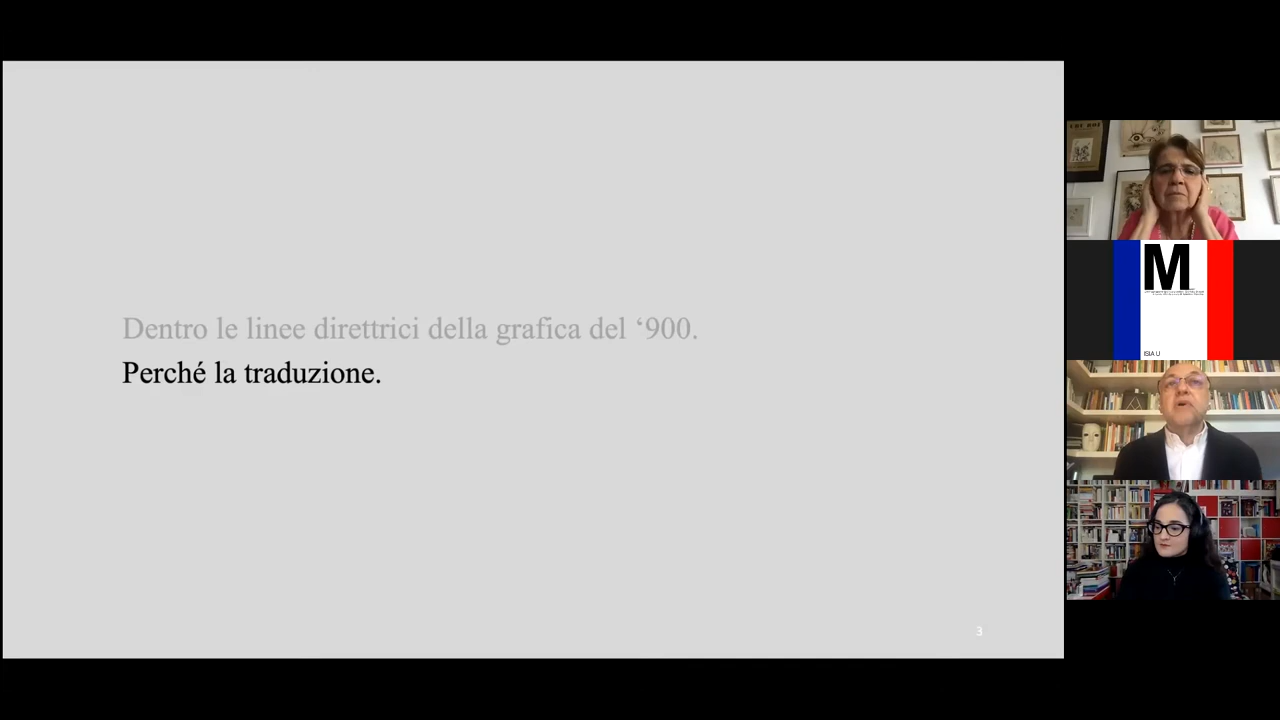 Dentro le linee direttrici della grafica del ‘900.
Perché la traduzione.
3
M
ISIA U